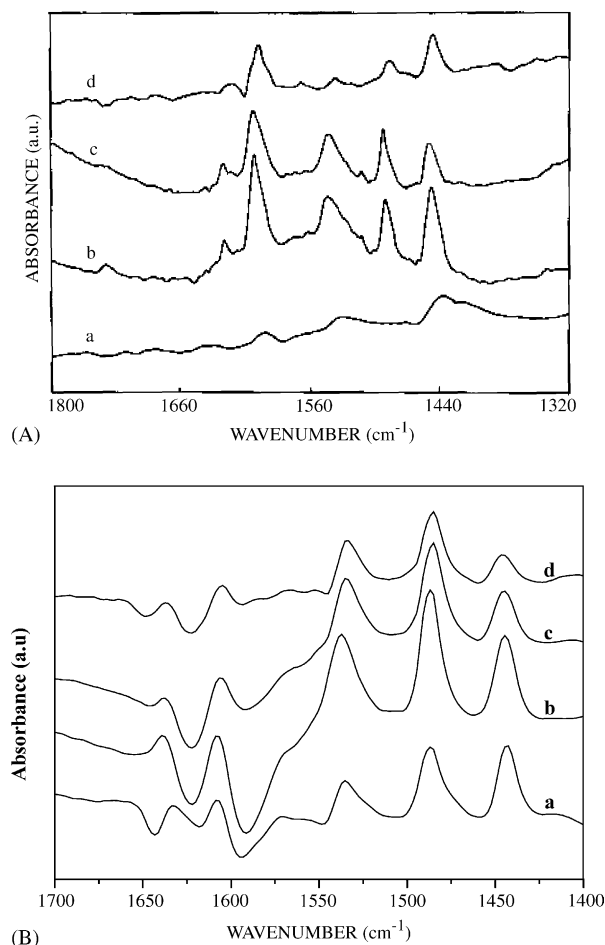 d
c
b
a
ABSORBANCE (a.u.)
1800 1660 1560 1440 1320
(A) WAVENUMBER (cm-1)
d
c
b
a
Absorbance (a.u)
1700 1650 1600 1550 1500 1450 1400
(B) WAVENUMBER (cm-1)